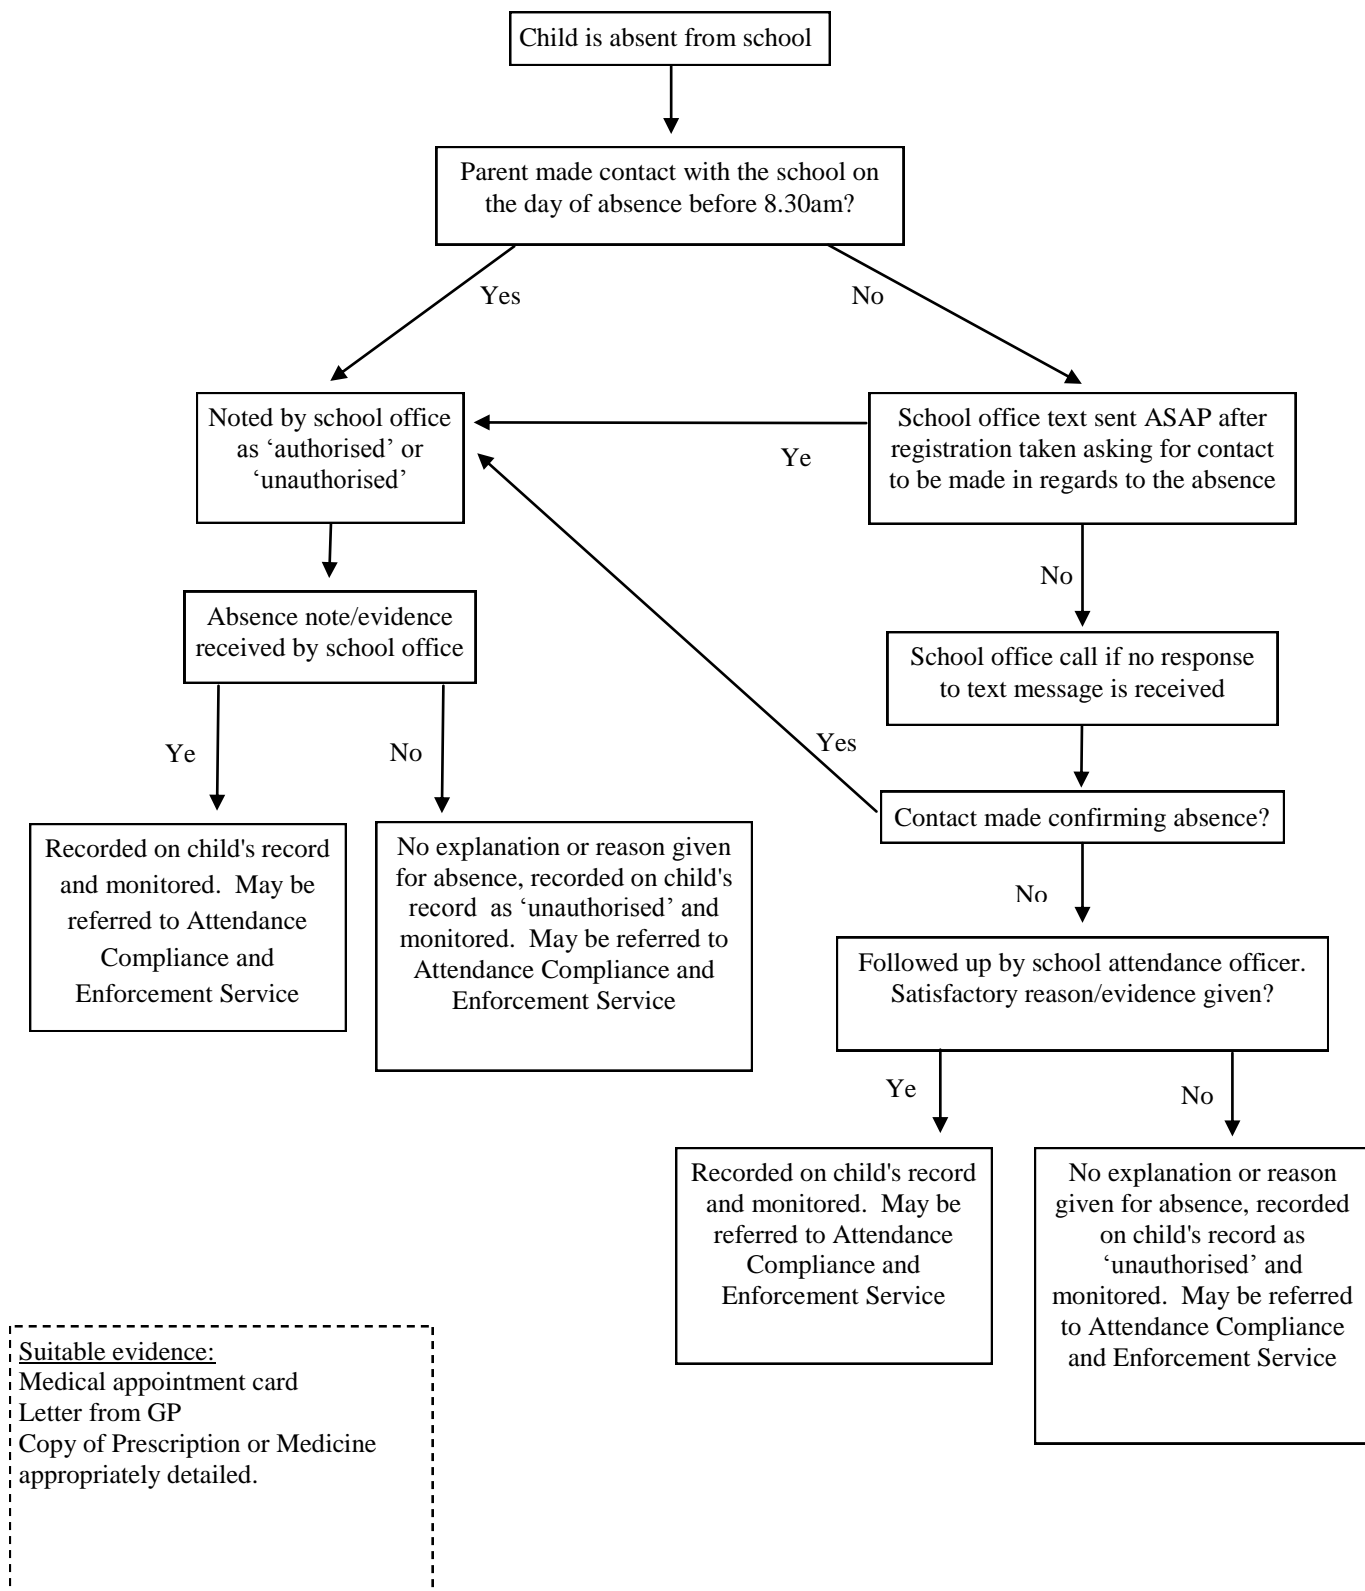 Child is absent from school
Parent made contact with the school on
the day of absence before 8.30am?
Yes
No
Noted by school office
as ‘authorised’ or
‘unauthorised’
Ye
School office text sent ASAP after
registration taken asking for contact
to be made in regards to the absence
No
Absence note/evidence
received by school office
School office call if no response
to text message is received
Ye
No
Yes
Contact made confirming absence?
Recorded on child's record
and monitored.  May be
referred to Attendance
Compliance and
Enforcement Service
No explanation or reason given
for absence, recorded on child's
record  as ‘unauthorised’ and
monitored.  May be referred to
Attendance Compliance and
Enforcement Service
No
Followed up by school attendance officer.
Satisfactory reason/evidence given?
Ye
No
Recorded on child's record
and monitored.  May be
referred to Attendance
Compliance and
Enforcement Service
No explanation or reason
given for absence, recorded
on child's record as
‘unauthorised’ and
monitored.  May be referred
to Attendance Compliance
and Enforcement Service
Suitable evidence:
Medical appointment card
Letter from GP
Copy of Prescription or Medicine
appropriately detailed.